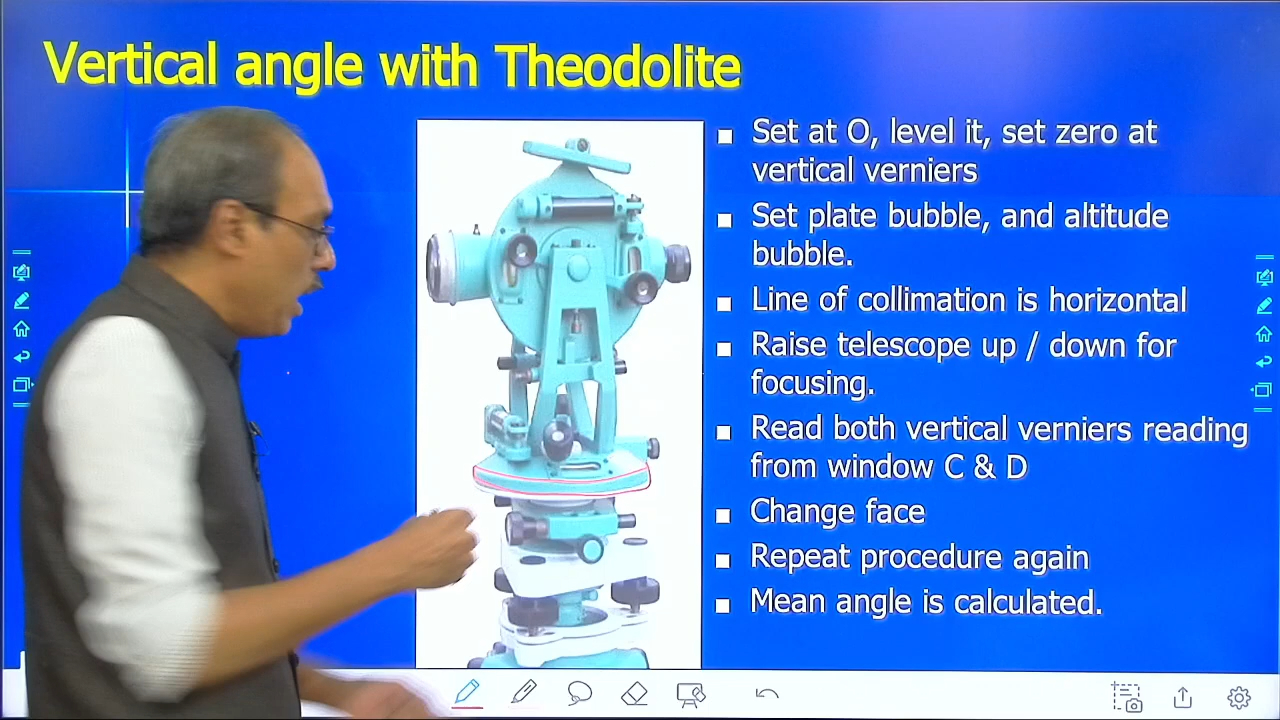 Vertical angle with Theodolite
Set at O, level it, set zero at
vertical verniers
Set plate bubble, and altitude
bubble.
Line of collimation is horizontal
Raise telescope up / down for
focusing.
Read both vertical verniers reading
from window C & D
Change face
Repeat procedure again
Mean angle is calculated.